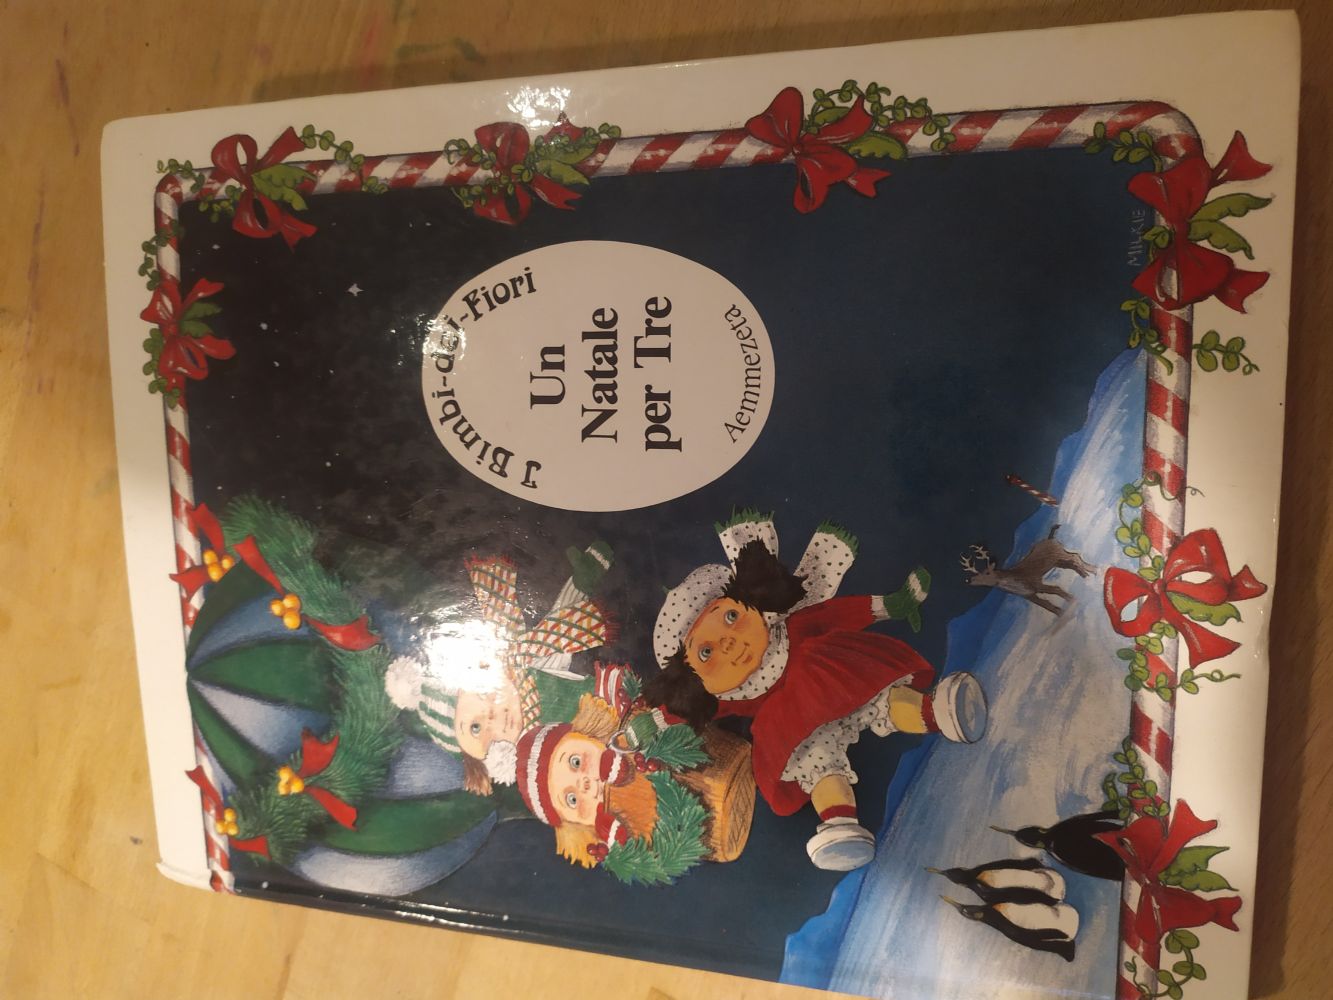 I Bimbi-dei-Fiori
Un
Natale
per Tre
Aemmezeta
MILKIE